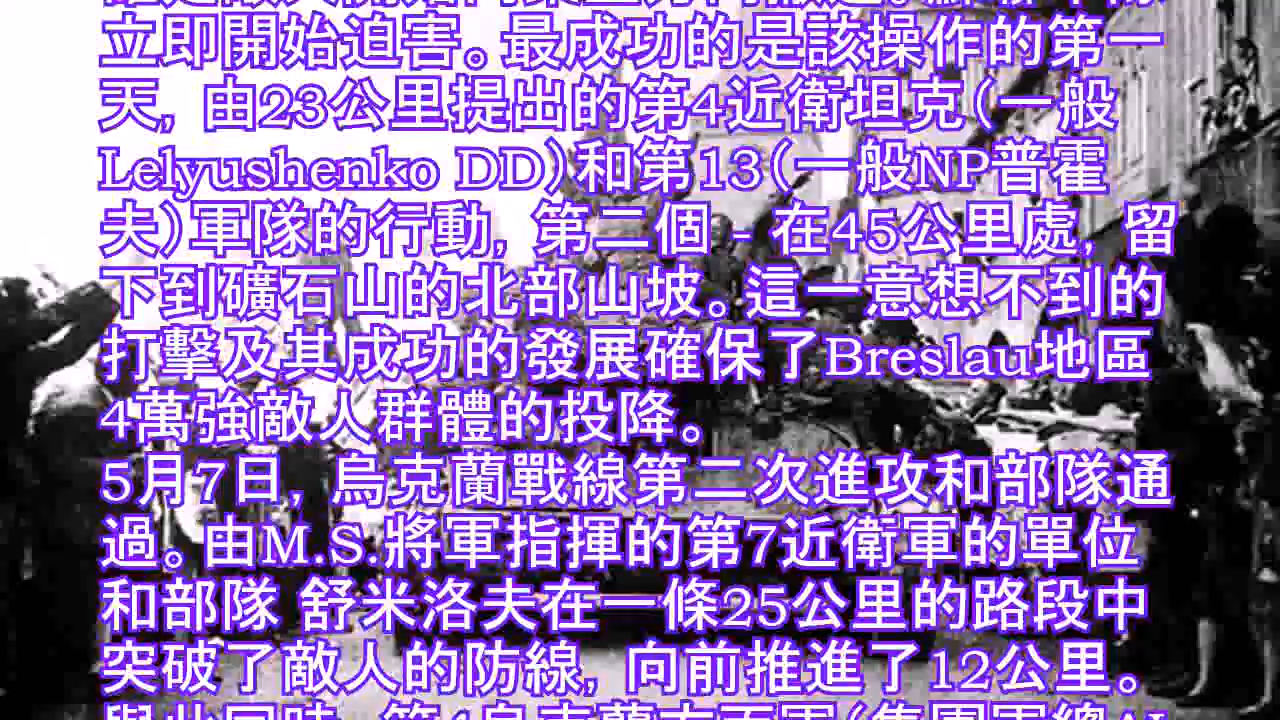 立即開始迫害。最成功的是該操作的第一
天, 由23公里提出的第4近衛坦克(一般
Lelyushenko DD)和第13(一般NP普霍
夫)軍隊的行動, 第二個 - 在45公里處, 留
下到礦石山的北部山坡。這一意想不到的
打擊及其成功的發展確保了Breslau地區
4萬強敵人群體的投降。
5月7日, 烏克蘭戰線第二次進攻和部隊通
過。由M.S.將軍指揮的第7近衛軍的單位
和部隊 舒米洛夫在一條25公里的路段中
突破了敵人的防線, 向前推進了12公里。